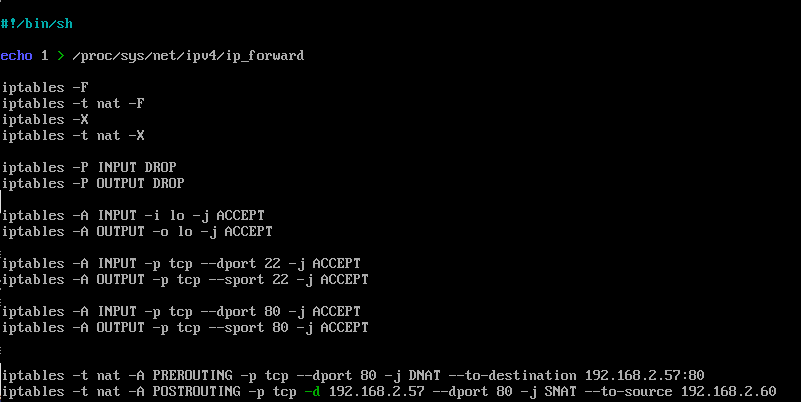 #!/bin/sh
echo 1 > /proc/sys/net/ipv4/ip_forward
iptables -F
iptables -t nat -F
iptables -X
iptables -t nat -X
iptables -P INPUT DROP
iptables -P OUTPUT DROP
iptables -A INPUT -i lo -j ACCEPT
iptables -A OUTPUT -o lo -j ACCEPT
iptables -A INPUT -p tcp --dport 22 -j ACCEPT
iptables -A OUTPUT -p tcp --sport 22 -j ACCEPT
iptables -A INPUT -p tcp --dport 80 -j ACCEPT
iptables -A OUTPUT -p tcp --sport 80 -j ACCEPT
iptables -t nat -A PREROUTING -p tcp --dport 80 -j DNAT --to-destination 192.168.2.57:80
iptables -t nat -A POSTROUTING -p tcp -d 192.168.2.57 --dport 80 -j SNAT --to-source 192.168.2.60